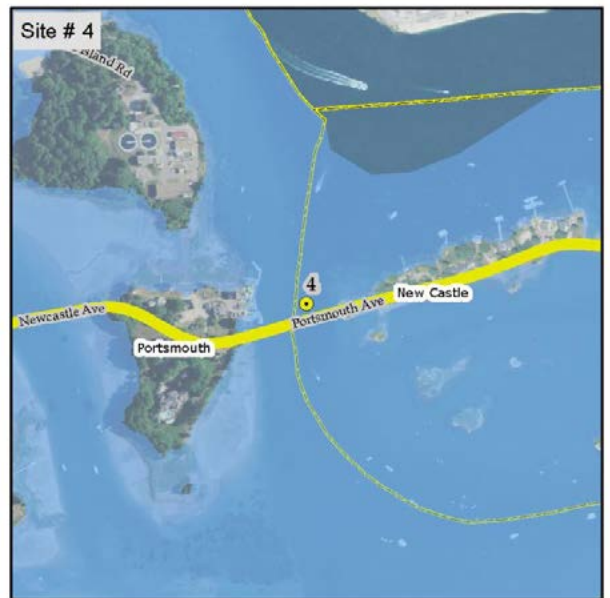 Site # 4
Island Rd
4
New Castle
Portsmouth Ave
Newcastle Ave
Portsmouth